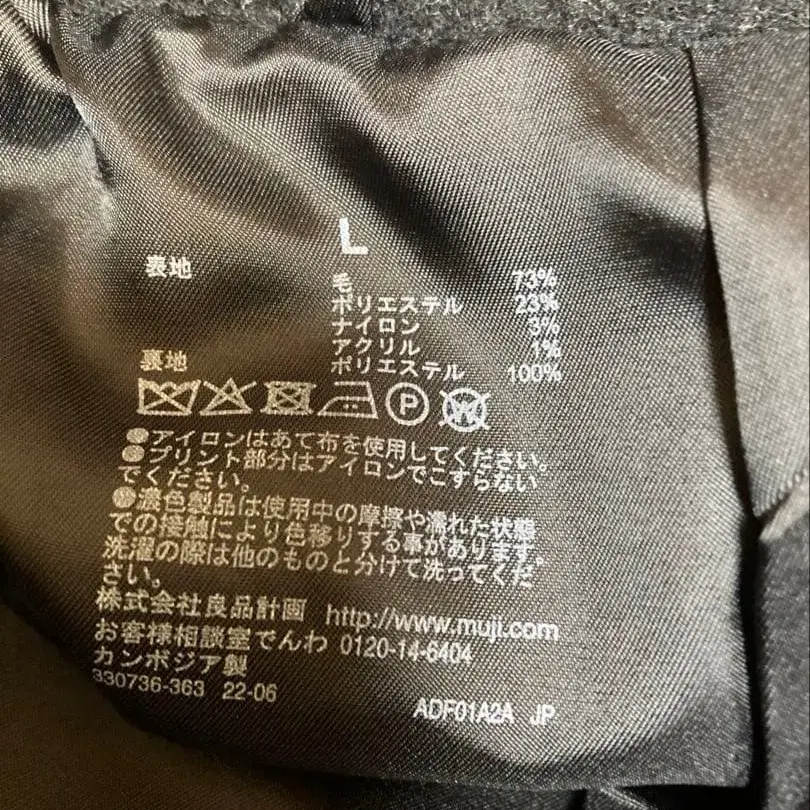 L
表地 毛 73%
ポリエステル 23%
ナイロン 3%
アクリル 1%
裏地 ポリエステル 100%
P W
●アイロンはあて布を使用してください。
●プリント部分はアイロンでこすらない
でください。
●濃色製品は使用中の摩擦や濡れた状態
での接触により色移りする事があります。
洗濯の際は他のものと分けて洗ってくだ
さい。
株式会社良品計画 http://www.muji.com
お客様相談室でんわ 0120-14-6404
カンボジア製
330736-363 22-06
ADF01A2A JP